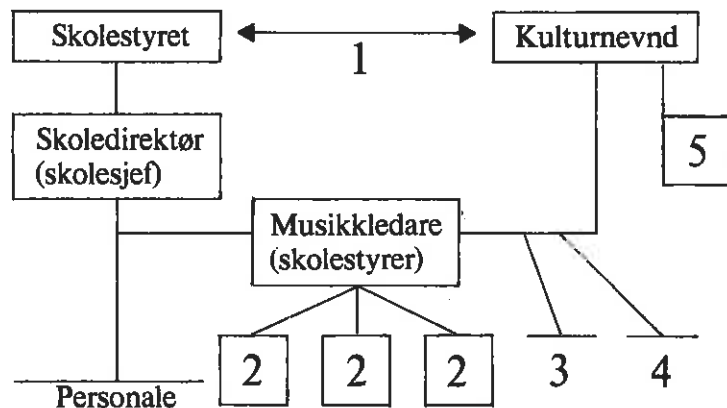 Skolestyret
Kulturnevnd
1
Skoledirektør
(skolesjef)
5
Musikkledare
(skolestyrer)
2
2
2
3
4
Personale